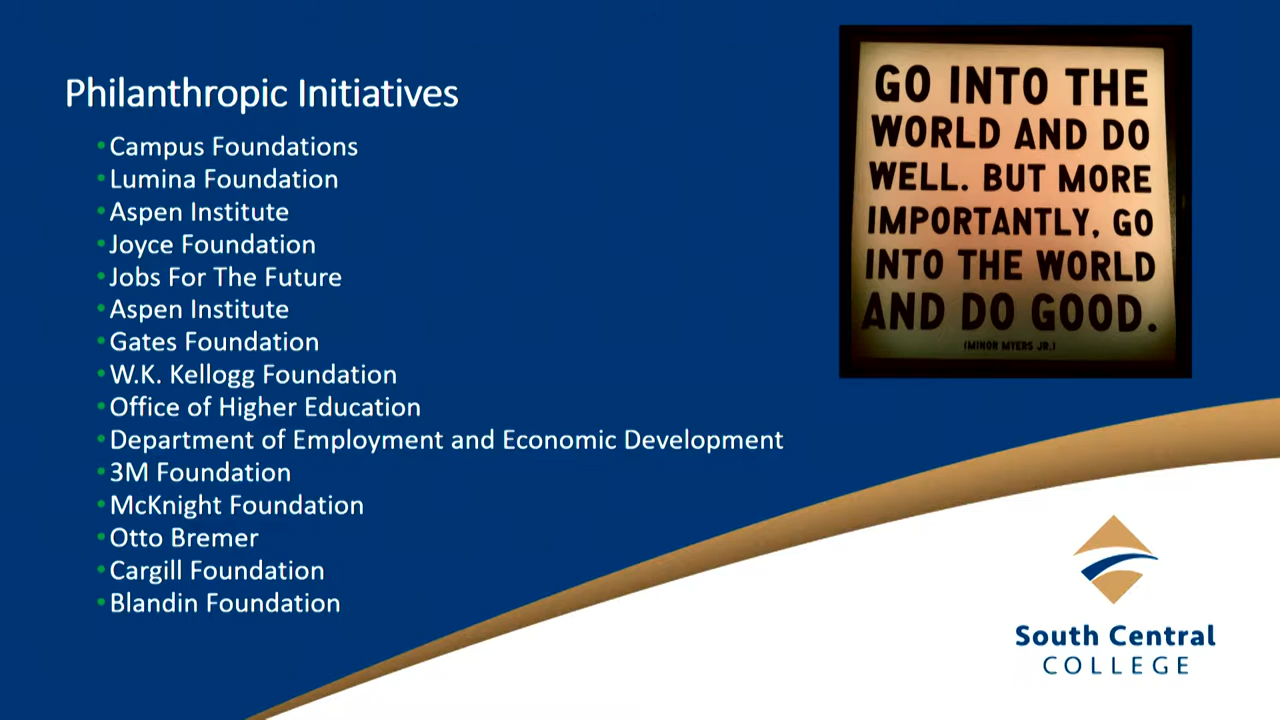 Philanthropic Initiatives
• Campus Foundations
• Lumina Foundation
• Aspen Institute
• Joyce Foundation
• Jobs For The Future
• Aspen Institute
• Gates Foundation
• W.K. Kellogg Foundation
• Office of Higher Education
• Department of Employment and Economic Development
• 3M Foundation
• McKnight Foundation
• Otto Bremer
• Cargill Foundation
• Blandin Foundation
GO INTO THE
WORLD AND DO
WELL. BUT MORE
IMPORTANTLY, GO
INTO THE WORLD
AND DO GOOD.
(MINOR MYERS JR.)
South Central
COLLEGE